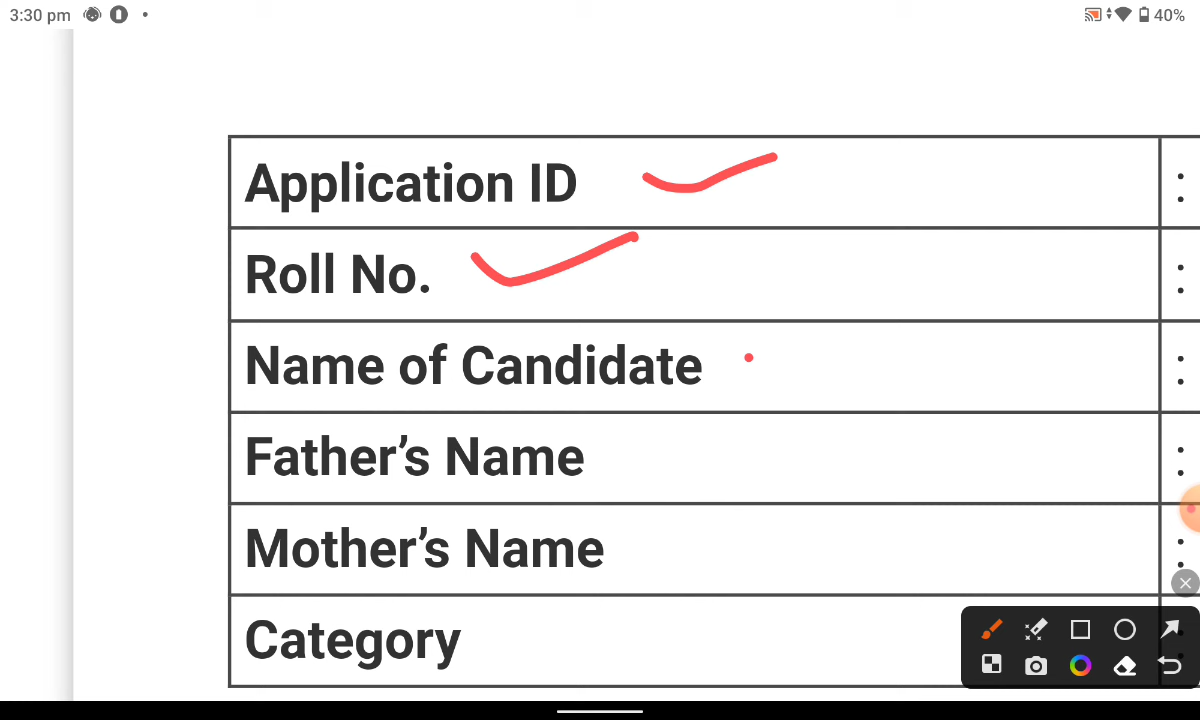 3:30 pm 40%
Application ID :
Roll No. :
Name of Candidate :
Father's Name :
Mother's Name :
Category